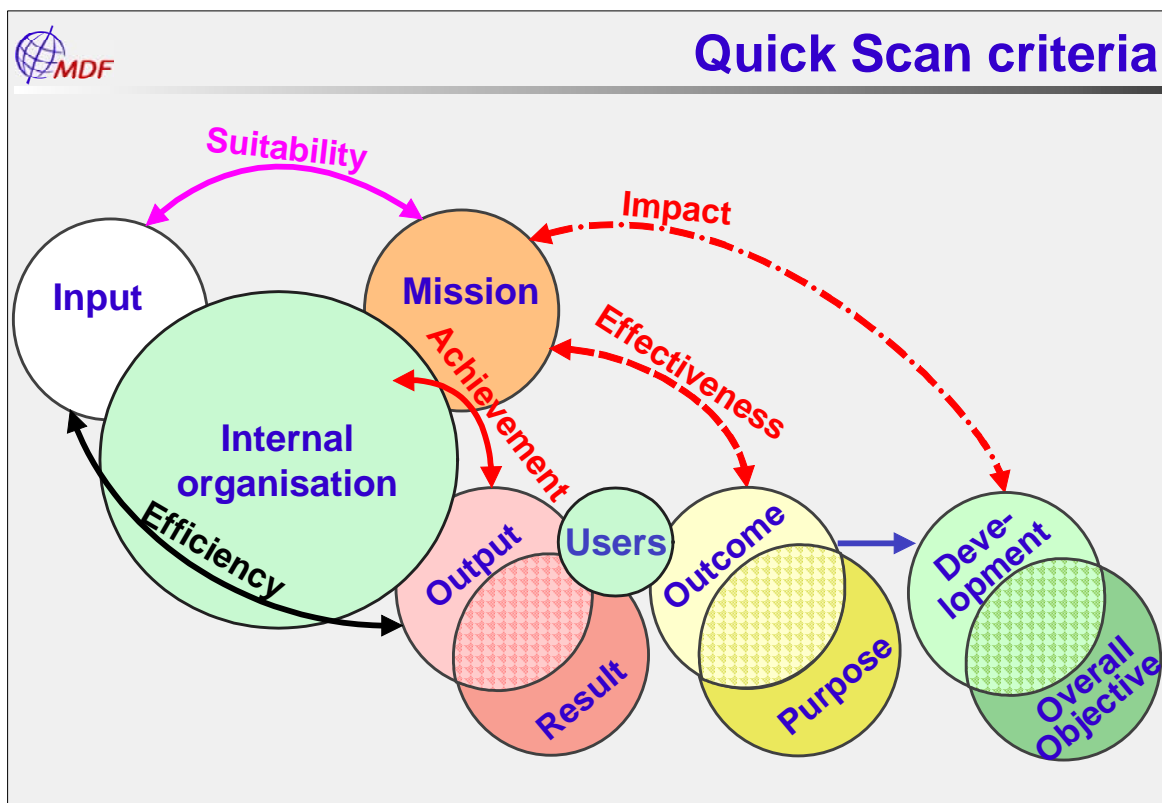 MDF
Quick Scan criteria
Suitability
Impact
Input
Mission
Achievement
Effectiveness
Internal
organisation
Efficiency
Output
Users
Outcome
Deve-
lopment
Result
Purpose
Overall
Objective